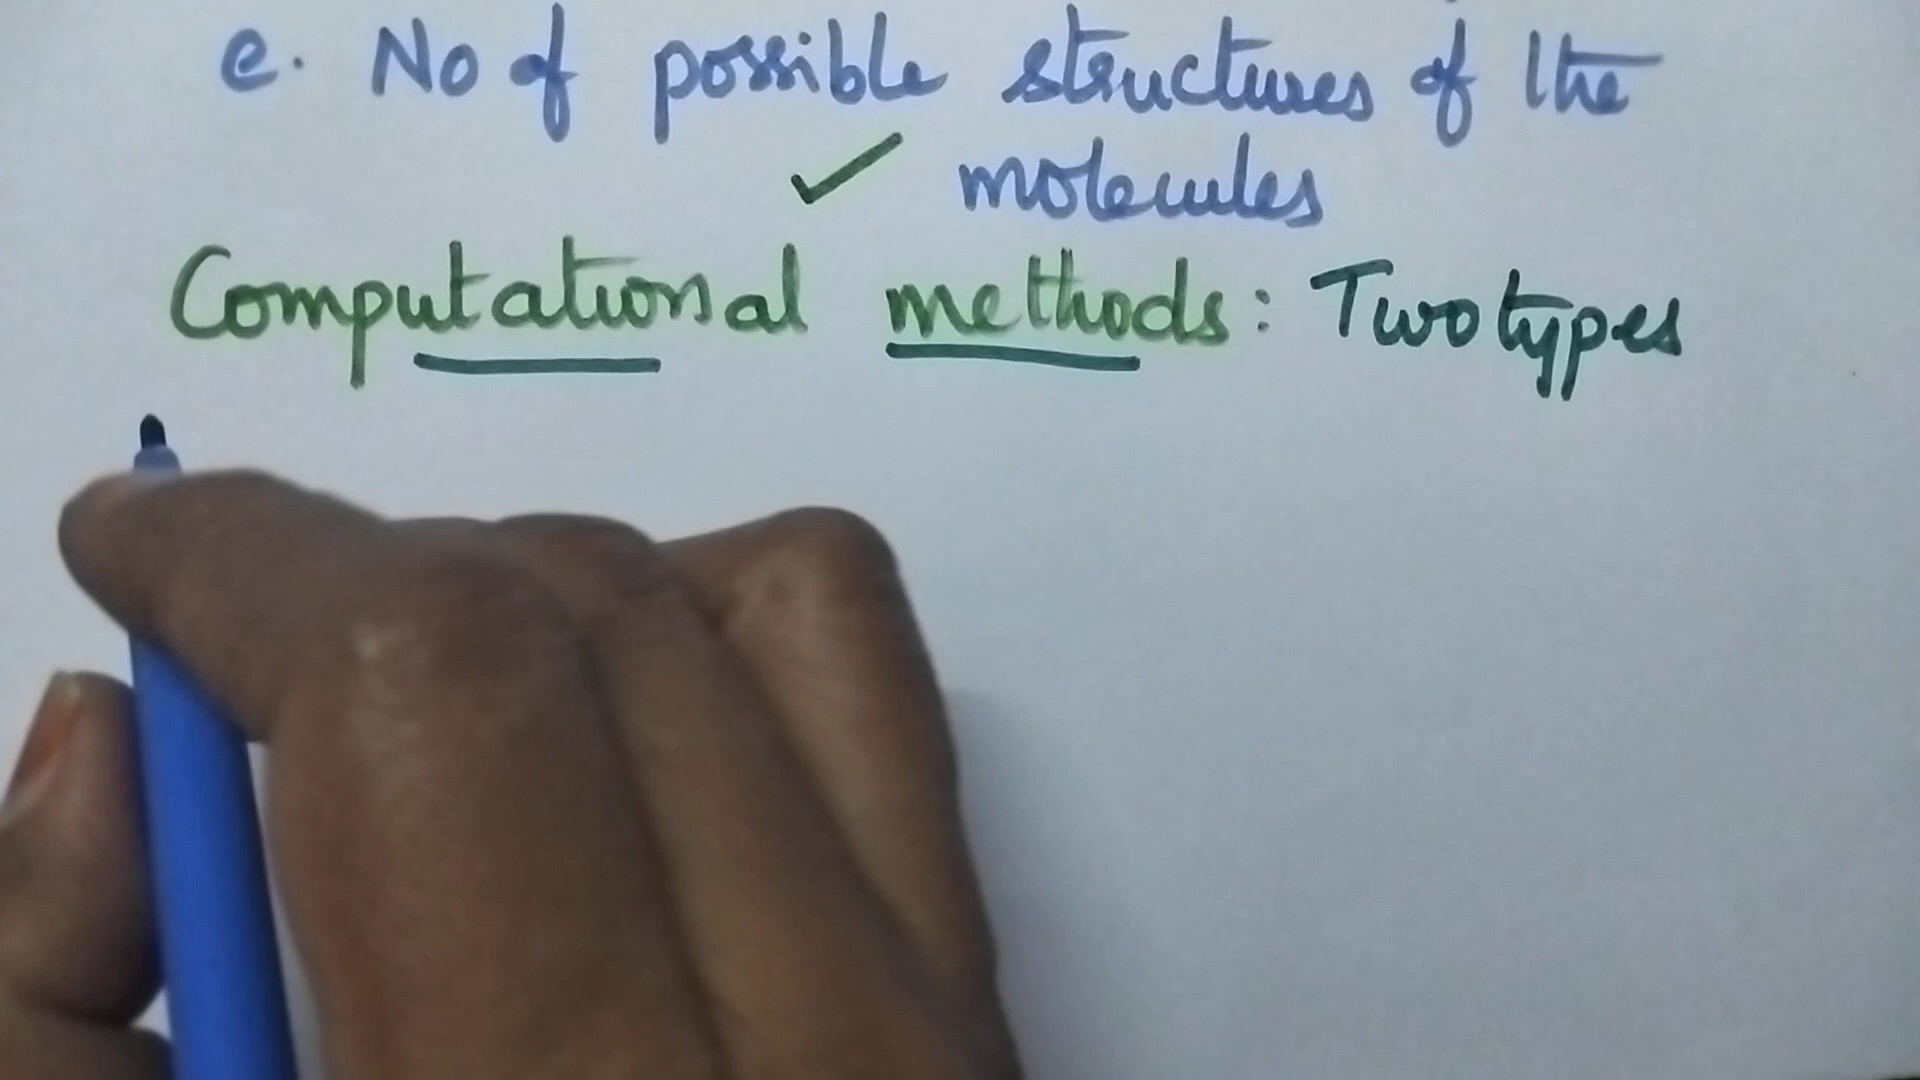 e. No of possible structures of the
molecules
Computational methods: Two types